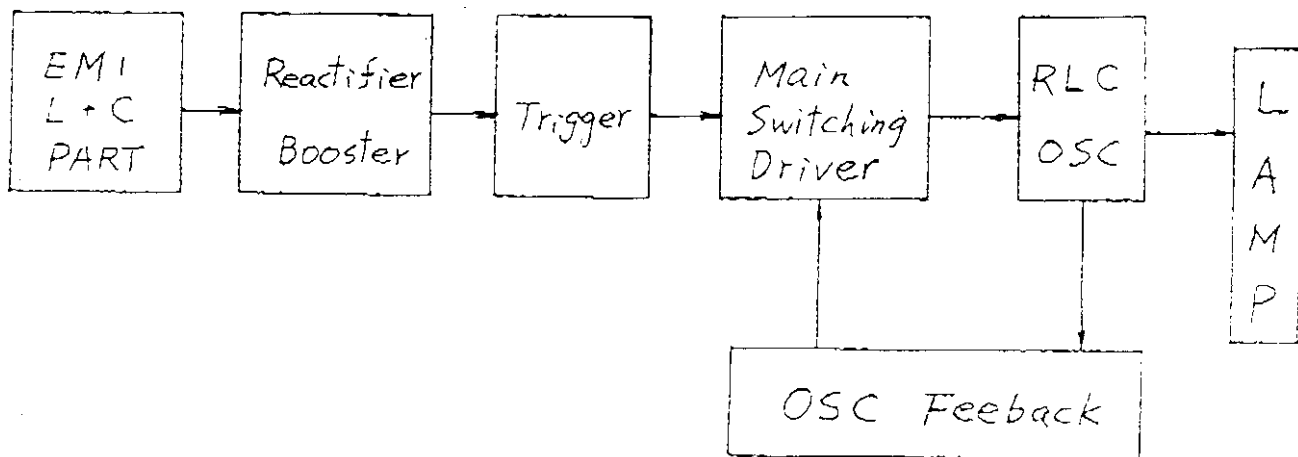 EMI
L + C
PART
Reactifier
Booster
Trigger
Main
Switching
Driver
RLC
OSC
L
A
M
P
OSC Feeback